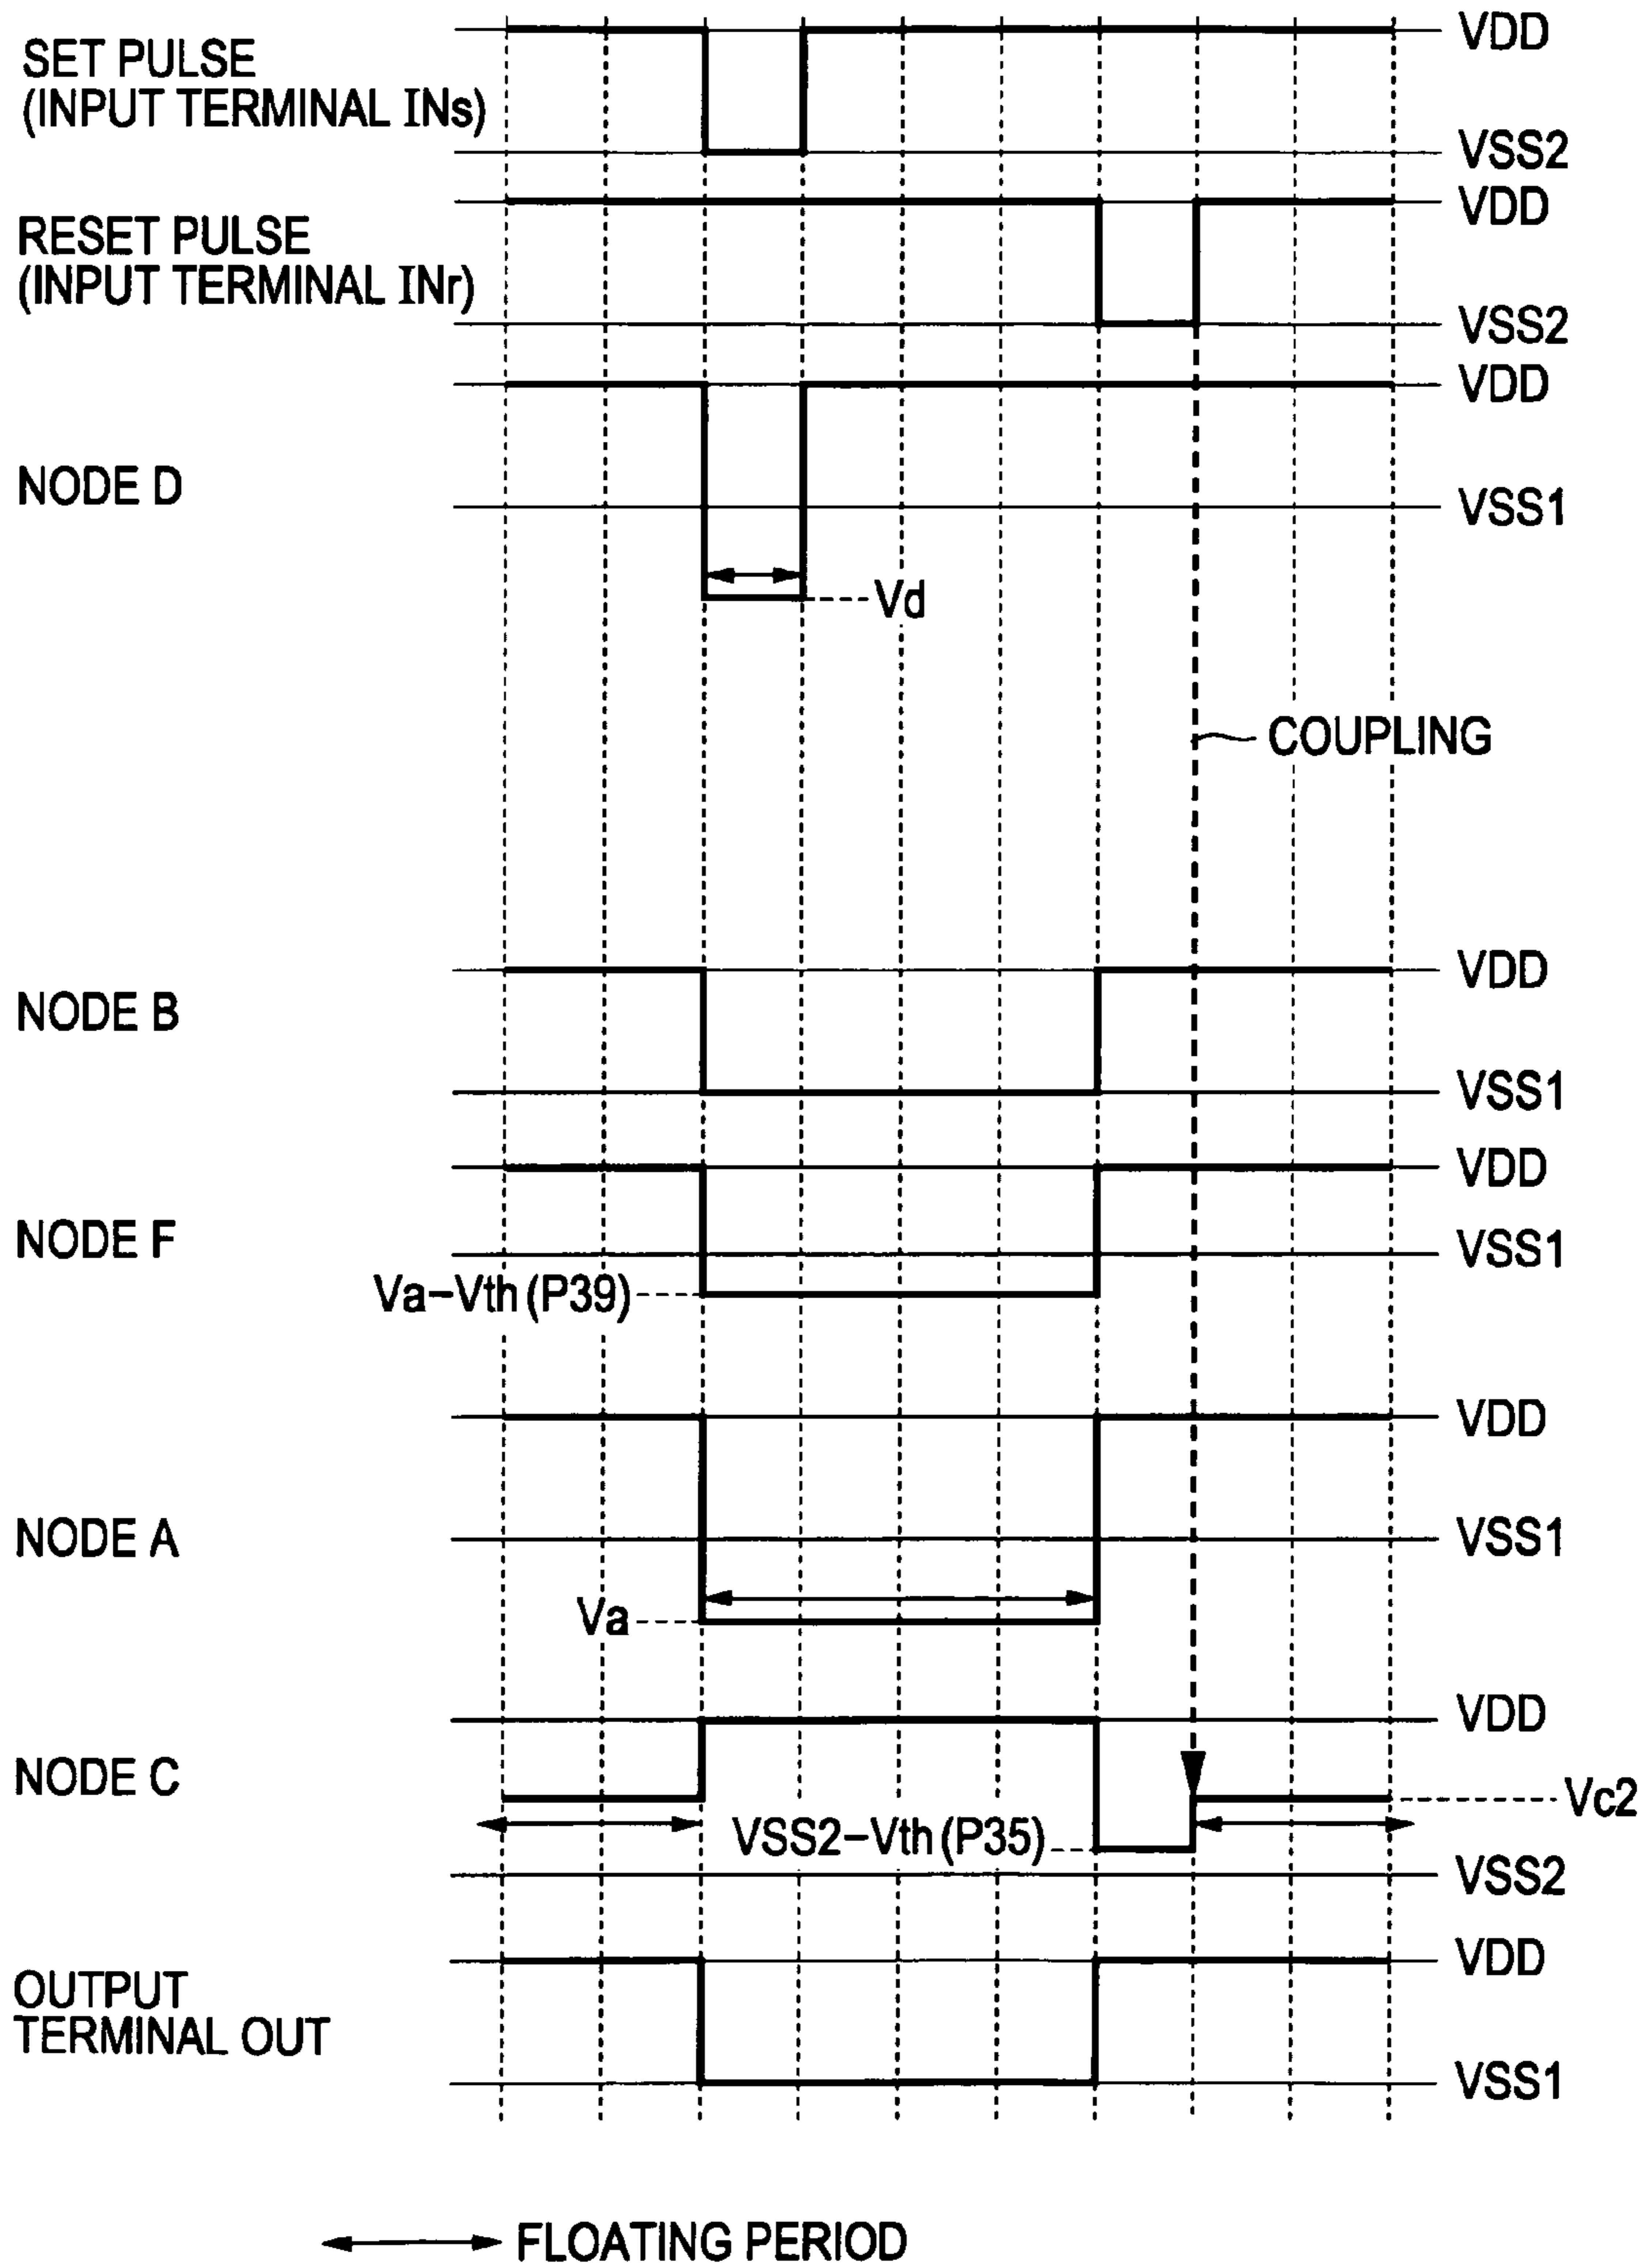 SET PULSE
(INPUT TERMINAL INs)
VDD
VSS2
RESET PULSE
(INPUT TERMINAL INr)
VDD
VSS2
NODE D
VDD
VSS1
Vd
COUPLING
NODE B
VDD
VSS1
NODE F
VDD
VSS1
Va-Vth (P39)
NODE A
VDD
VSS1
Va
NODE C
VDD
Vc2
VSS2-Vth (P35)
VSS2
OUTPUT
TERMINAL OUT
VDD
VSS1
FLOATING PERIOD